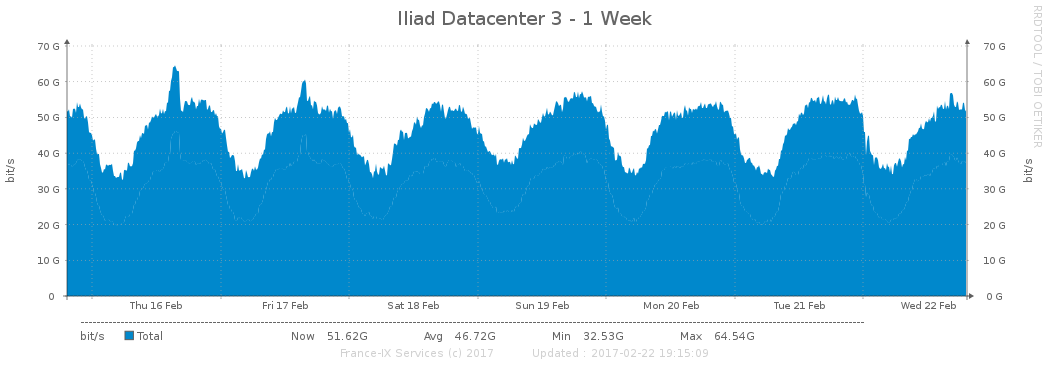 Iliad Datacenter 3 - 1 Week
RRDTOOL / TOBI OETIKER
70 G 70 G
60 G 60 G
50 G 50 G
40 G 40 G
30 G 30 G
20 G 20 G
10 G 10 G
0 0 G
bit/s bit/s
Thu 16 Feb Fri 17 Feb Sat 18 Feb Sun 19 Feb Mon 20 Feb Tue 21 Feb Wed 22 Feb
bit/s Total Now 51.62G Avg 46.72G Min 32.53G Max 64.54G
France-IX Services (c) 2017 Updated : 2017-02-22 19:15:09